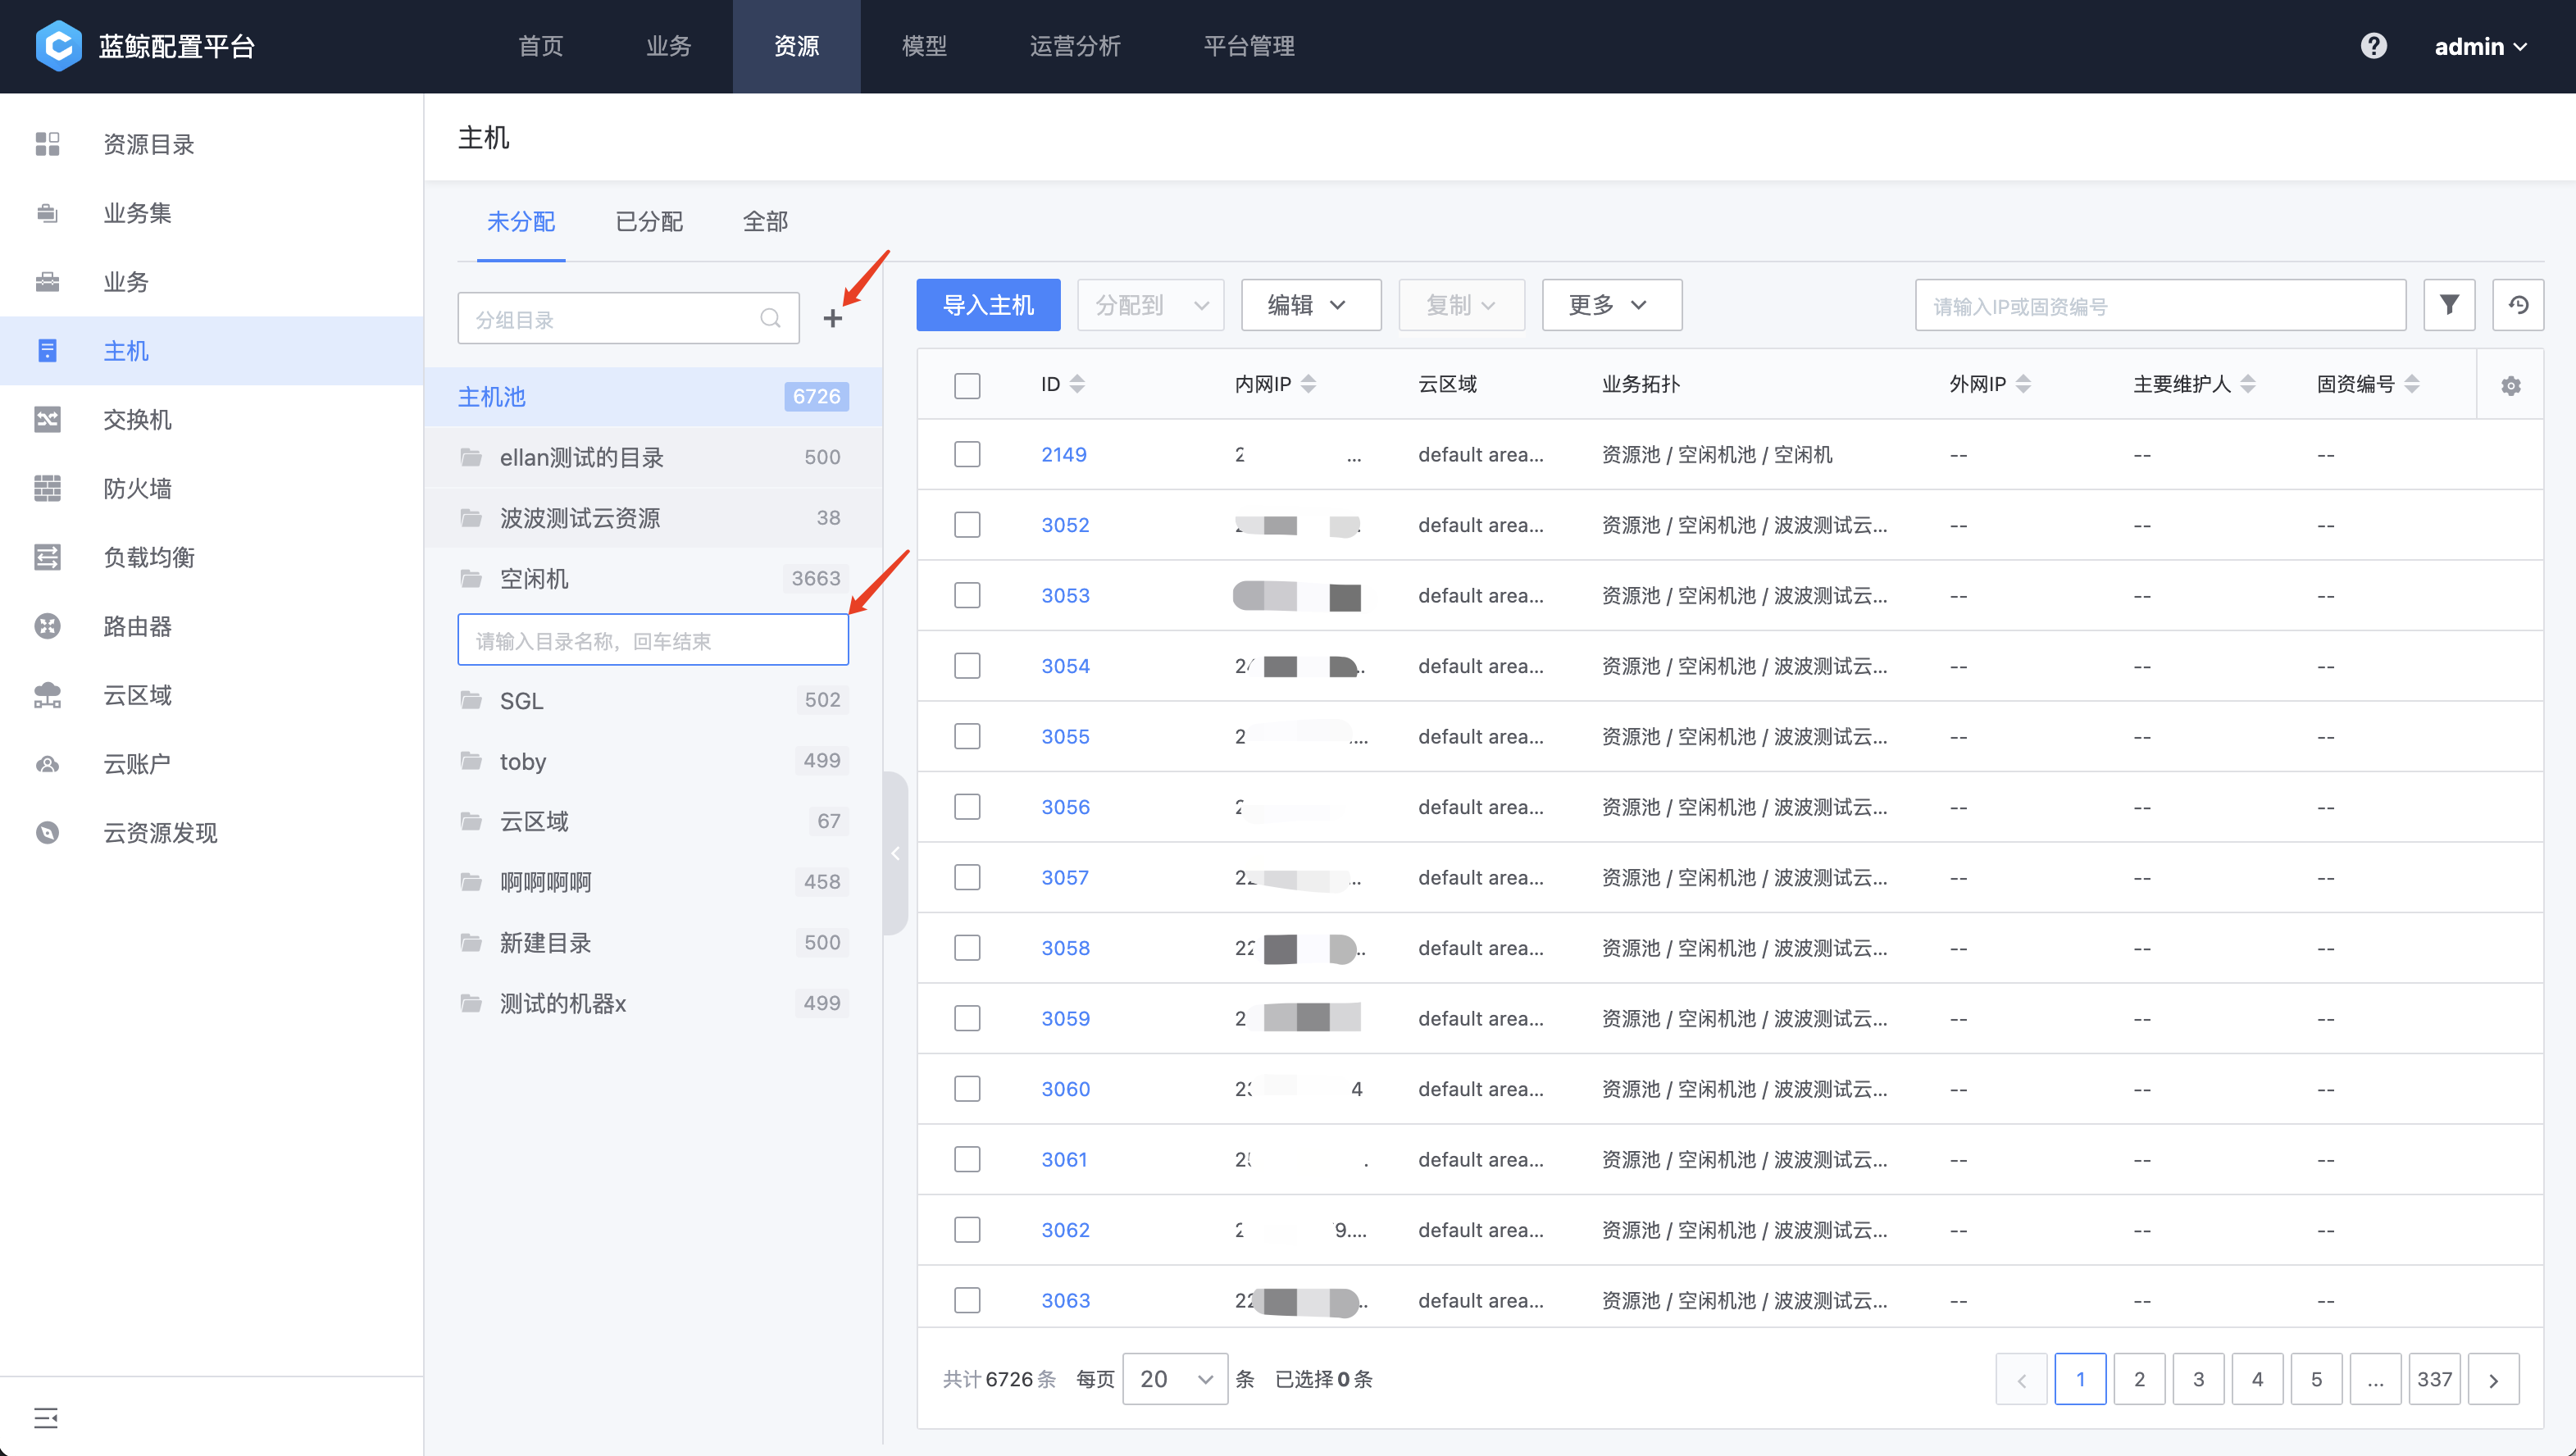 蓝鲸配置平台
首页 业务 资源 模型 运营分析 平台管理
admin
资源目录
业务集
业务
主机
交换机
防火墙
负载均衡
路由器
云区域
云账户
云资源发现
主机
未分配 已分配 全部
分组目录
主机池 6726
ellan测试的目录 500
波波测试云资源 38
空闲机 3663
请输入目录名称，回车结束
SGL 502
toby 499
云区域 67
啊啊啊啊 458
新建目录 500
测试的机器x 499
导入主机 分配到 编辑 复制 更多 请输入IP或固资编号
ID 内网IP 云区域 业务拓扑 外网IP 主要维护人 固资编号
2149 2 ... default area... 资源池 / 空闲机池 / 空闲机 -- -- --
3052 default area... 资源池 / 空闲机池 / 波波测试云... -- -- --
3053 default area... 资源池 / 空闲机池 / 波波测试云... -- -- --
3054 default area... 资源池 / 空闲机池 / 波波测试云... -- -- --
3055 2 ... default area... 资源池 / 空闲机池 / 波波测试云... -- -- --
3056 default area... 资源池 / 空闲机池 / 波波测试云... -- -- --
3057 default area... 资源池 / 空闲机池 / 波波测试云... -- -- --
3058 22 default area... 资源池 / 空闲机池 / 波波测试云... -- -- --
3059 2 default area... 资源池 / 空闲机池 / 波波测试云... -- -- --
3060 4 default area... 资源池 / 空闲机池 / 波波测试云... -- -- --
3061 default area... 资源池 / 空闲机池 / 波波测试云... -- -- --
3062 9.... default area... 资源池 / 空闲机池 / 波波测试云... -- -- --
3063 22 default area... 资源池 / 空闲机池 / 波波测试云... -- -- --
共计 6726 条 每页 20 条 已选择 0 条 1 2 3 4 5 ... 337